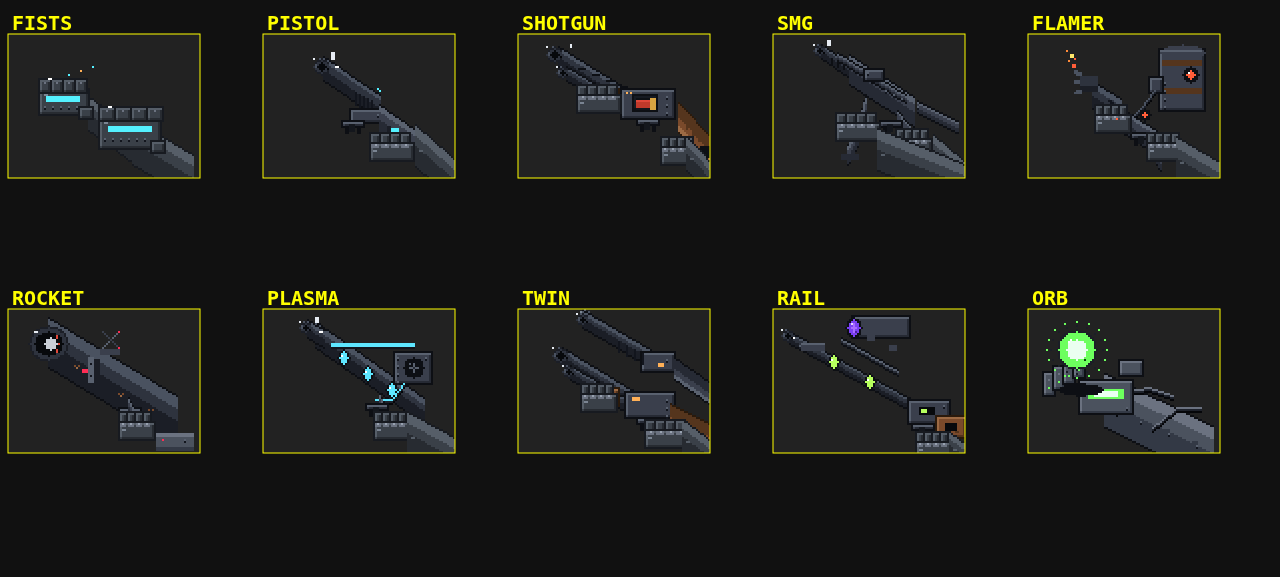 FISTS
PISTOL
SHOTGUN
SMG
FLAMER
ROCKET
PLASMA
TWIN
RAIL
ORB